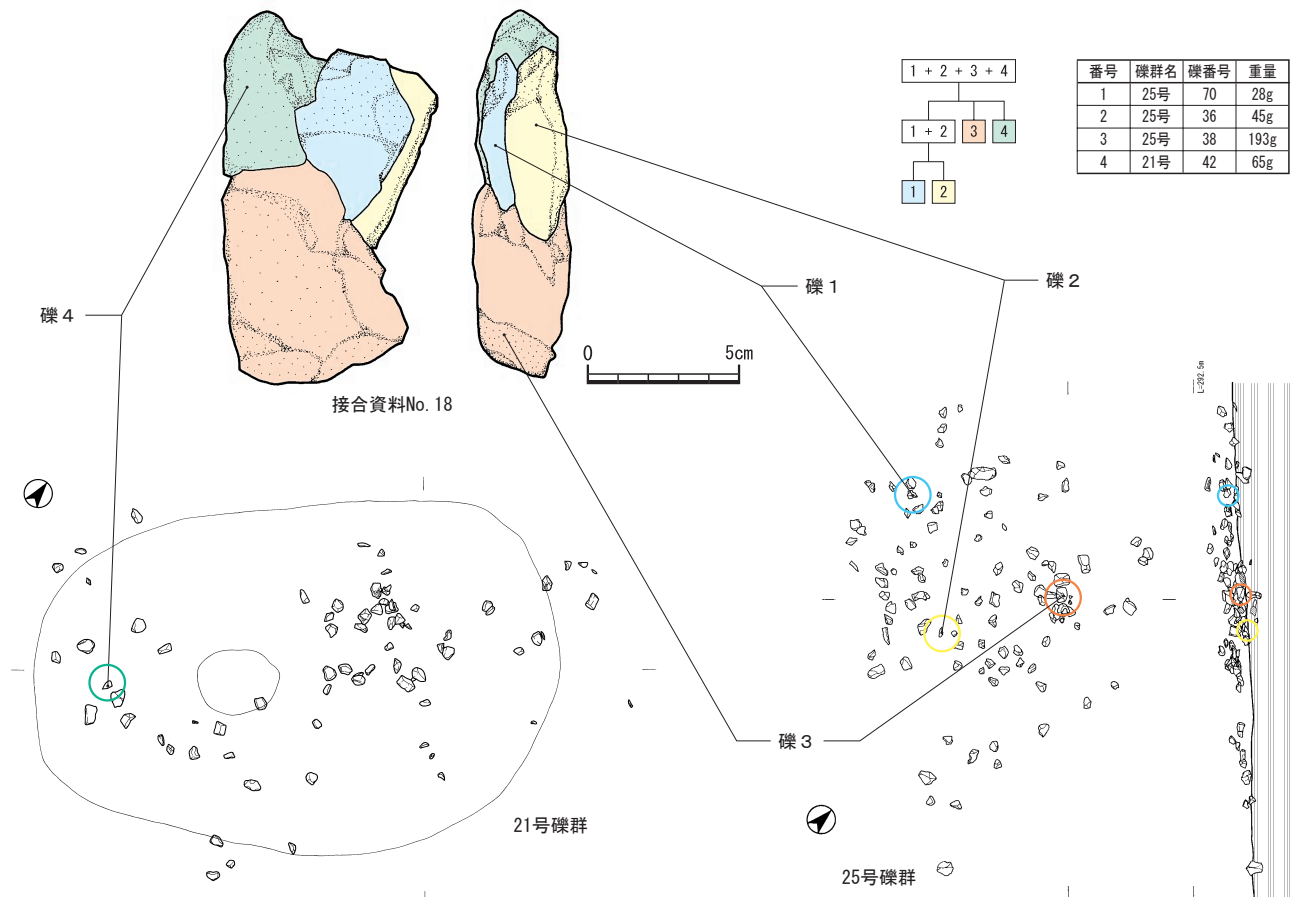 1 + 2 + 3 + 4
1 + 2
3
4
1
2
番号 礫群名 礫番号 重量
1 25号 70 28g
2 25号 36 45g
3 25号 38 193g
4 21号 42 65g
礫1
礫2
礫4
0 5cm
接合資料No.18
L=292.5m
礫3
21号礫群
25号礫群